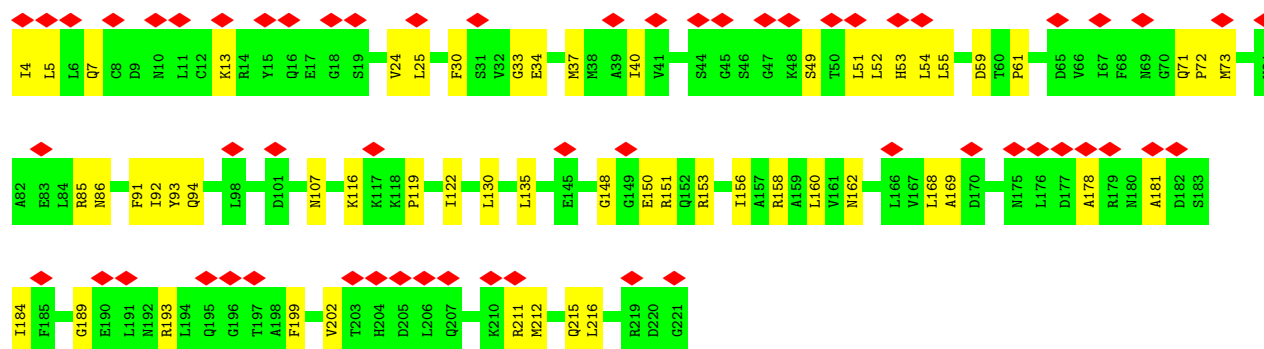 I4 L5 L6 Q7 C8 D9 N10 L11 C12 K13 R14 Y15 Q16 E17 G18 S19 V24 L25 F30 S31 V32 G33 E34 M37 M38 A39 I40 V41 S44 G45 S46 G47 K48 S49 T50 L51 L52 H53 L54 L55 D59 T60 P61 D65 V66 I67 F68 N69 G70 Q71 P72 M73
A82 E83 L84 R85 N86 F91 I92 Y93 Q94 L98 D101 N107 K116 K117 K118 P119 I122 L130 L135 E145 G148 G149 E150 R151 Q152 R153 I156 A157 R158 A159 L160 V161 N162 L166 V167 L168 A169 D170 N175 L176 D177 A178 R179 N180 A181 D182 S183
I184 F185 G189 E190 L191 N192 R193 L194 Q195 G196 T197 A198 F199 V202 T203 H204 D205 L206 Q207 K210 R211 M212 Q215 L216 R219 D220 G221